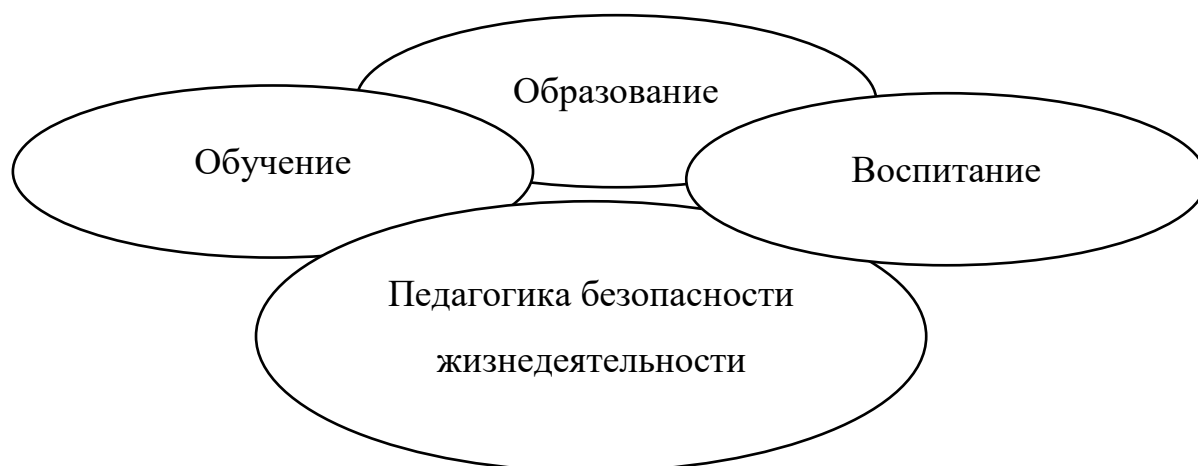 Образование
Обучение
Воспитание
Педагогика безопасности
жизнедеятельности